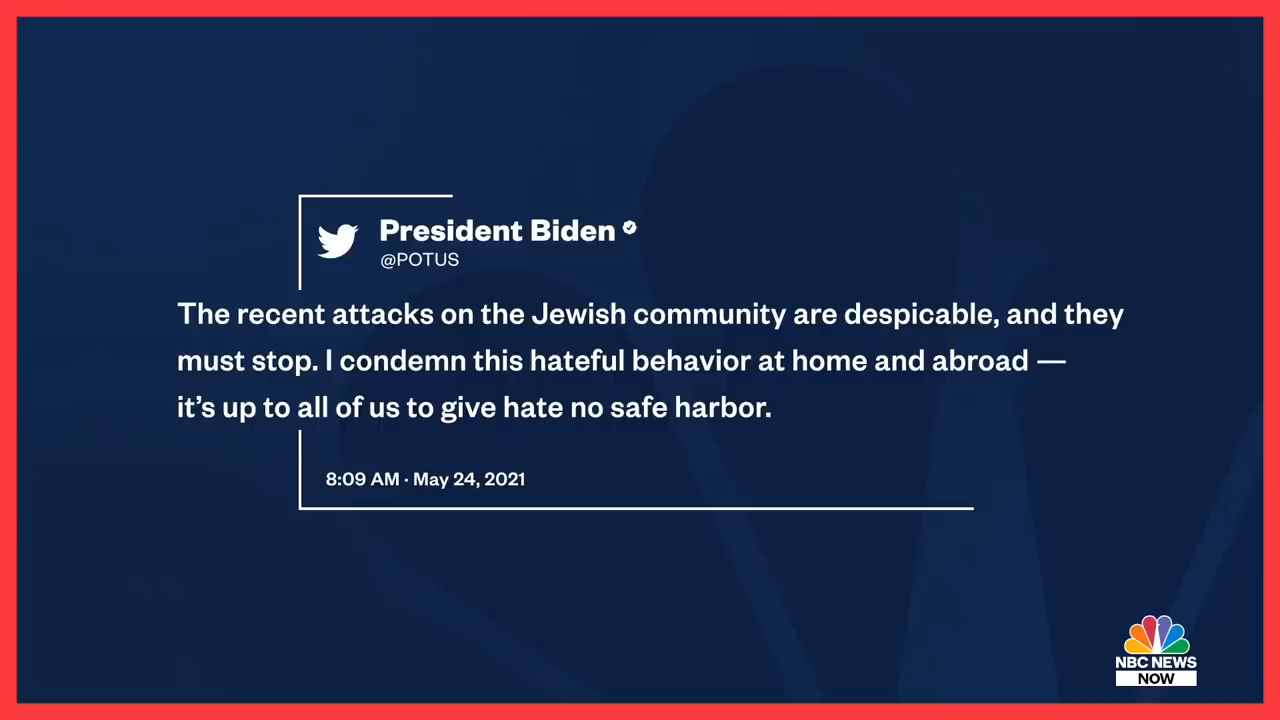 President Biden
@POTUS
The recent attacks on the Jewish community are despicable, and they
must stop. I condemn this hateful behavior at home and abroad —
it’s up to all of us to give hate no safe harbor.
8:09 AM · May 24, 2021
NBC NEWS
NOW